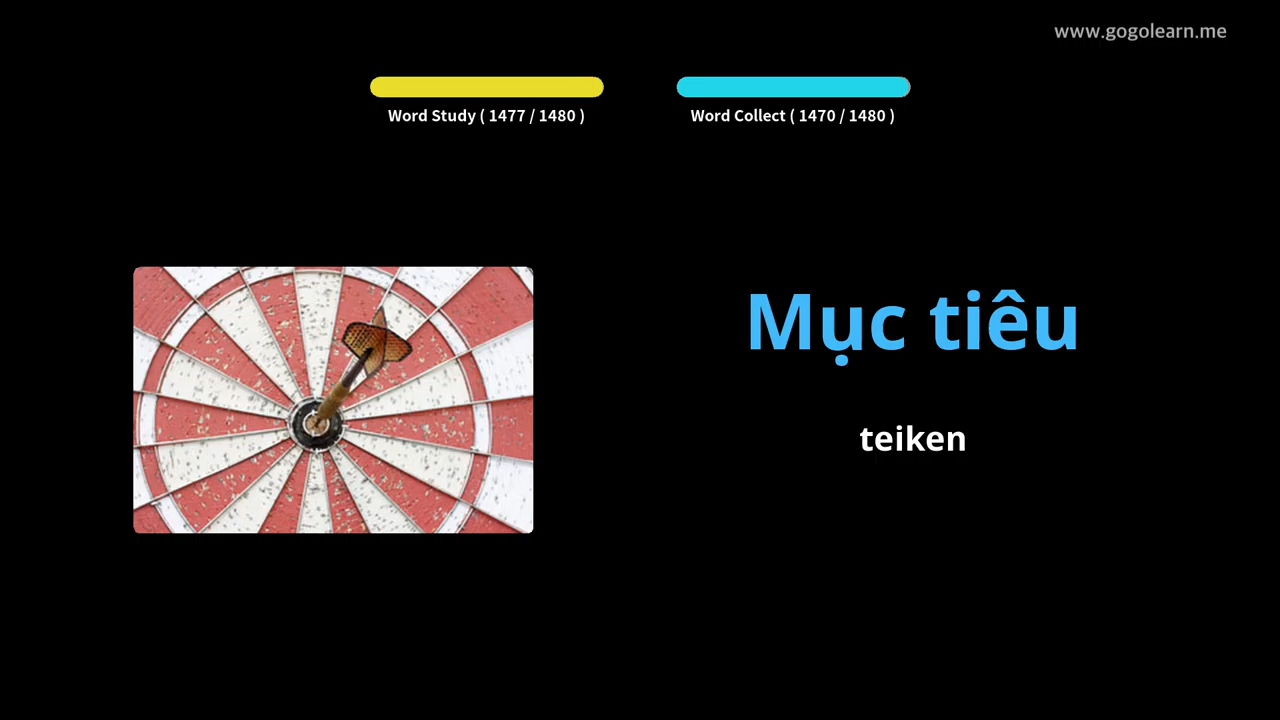 www.gogolearn.me
Word Study ( 1477 / 1480 )
Word Collect ( 1470 / 1480 )
Mục tiêu
teiken